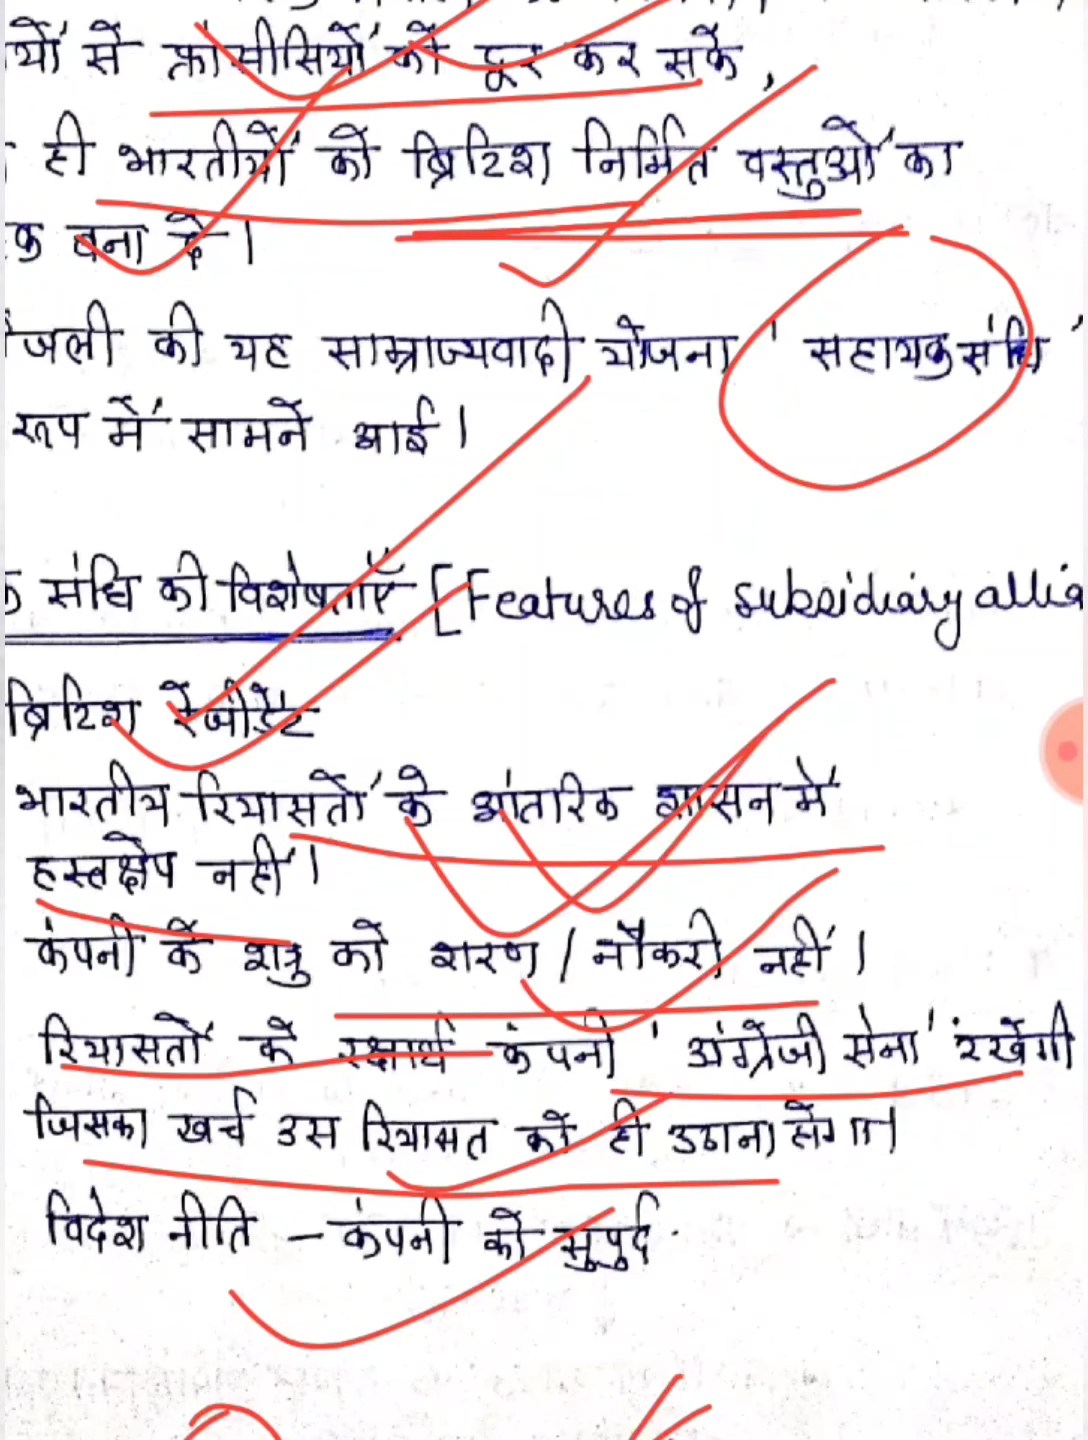 यों से फ्रांसीसियों को दूर कर सके,
ही भारतीयों को ब्रिटिश निर्मित वस्तुओं का
क बना दे।
जली की यह साम्राज्यवादी योजना 'सहायक संधि'
रूप में सामने आई।
क संधि की विशेषताएँ [Features of subsidiary allia
ब्रिटिश रेजीडेंट
भारतीय रियासतों के आंतरिक शासन में
हस्तक्षेप नहीं।
कंपनी के शत्रु को शरण / नौकरी नहीं।
रियासतों के रक्षार्थ कंपनी 'अंग्रेजी सेना' रखेगी
जिसका खर्च उस रियासत को ही उठाना होगा।
विदेश नीति – कंपनी को सुपुर्द.